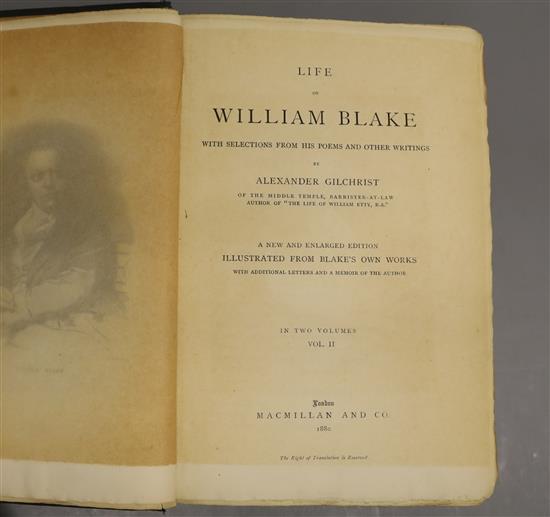 LIFE
OF
WILLIAM BLAKE
WITH SELECTIONS FROM HIS POEMS AND OTHER WRITINGS
BY
ALEXANDER GILCHRIST
OF THE MIDDLE TEMPLE, BARRISTER-AT-LAW
AUTHOR OF "THE LIFE OF WILLIAM ETTY, R.A."
A NEW AND ENLARGED EDITION
ILLUSTRATED FROM BLAKE'S OWN WORKS
WITH ADDITIONAL LETTERS AND A MEMOIR OF THE AUTHOR
IN TWO VOLUMES
VOL. II
London
MACMILLAN AND CO.
1880
The Right of Translation is Reserved